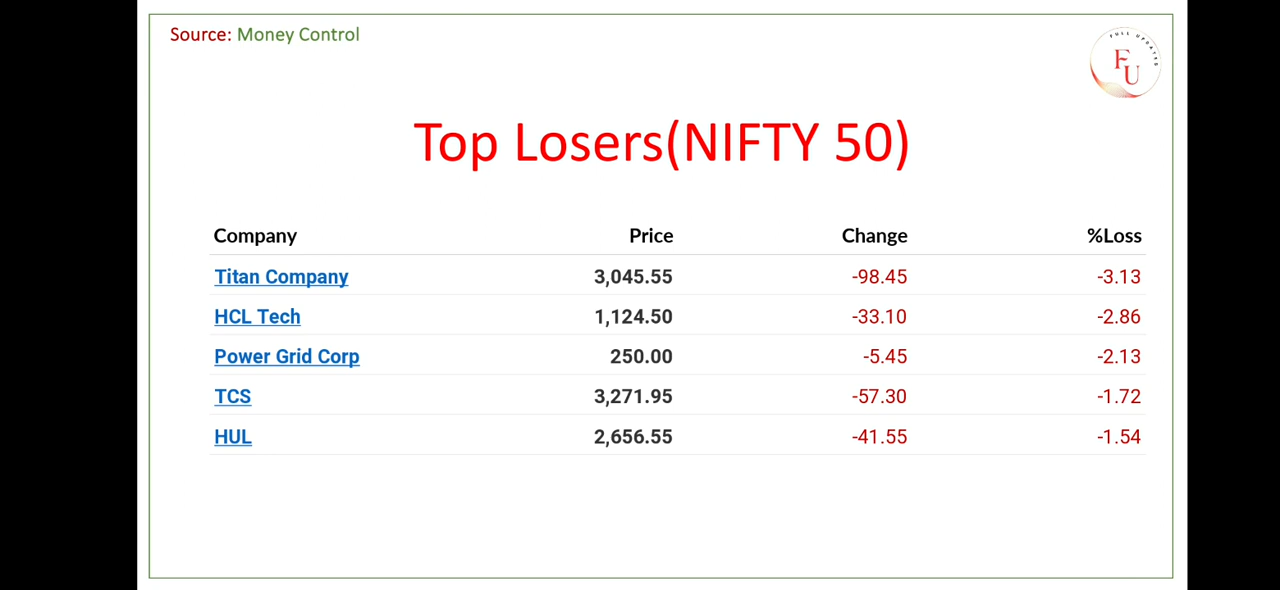 Source: Money Control
FULL UPDATES
FU
Top Losers(NIFTY 50)
Company Price Change %Loss
Titan Company 3,045.55 -98.45 -3.13
HCL Tech 1,124.50 -33.10 -2.86
Power Grid Corp 250.00 -5.45 -2.13
TCS 3,271.95 -57.30 -1.72
HUL 2,656.55 -41.55 -1.54